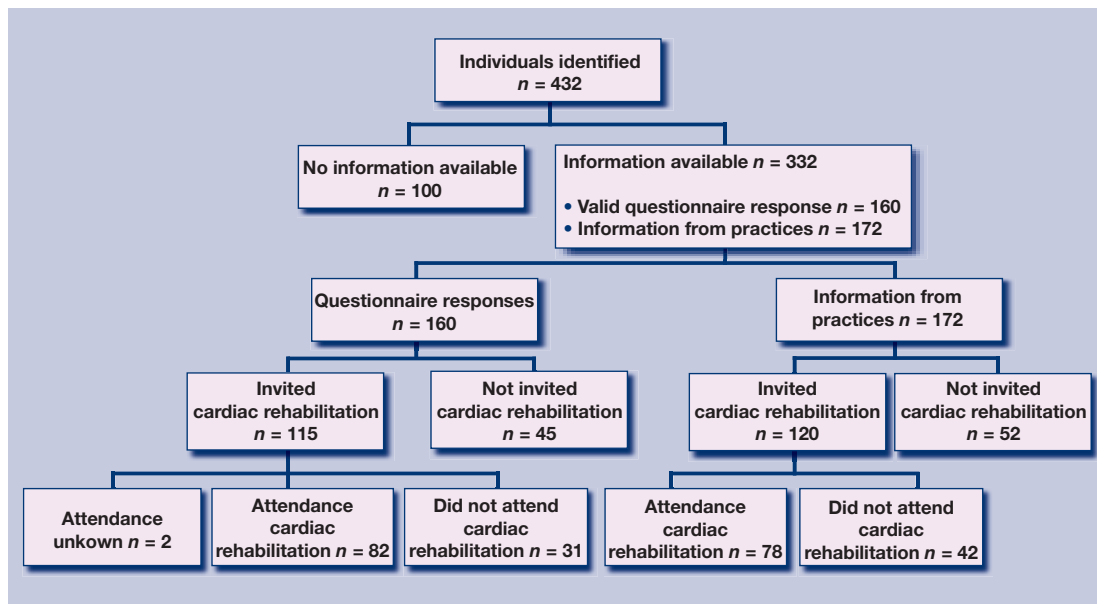 Individuals identified
n = 432
No information available
n = 100
Information available n = 332
• Valid questionnaire response n = 160
• Information from practices n = 172
Questionnaire responses
n = 160
Information from
practices n = 172
Invited
cardiac rehabilitation
n = 115
Not invited
cardiac rehabilitation
n = 45
Invited
cardiac rehabilitation
n = 120
Not invited
cardiac rehabilitation
n = 52
Attendance
unkown n = 2
Attendance
cardiac
rehabilitation n = 82
Did not attend
cardiac
rehabilitation n = 31
Attendance
cardiac
rehabilitation n = 78
Did not attend
cardiac
rehabilitation n = 42